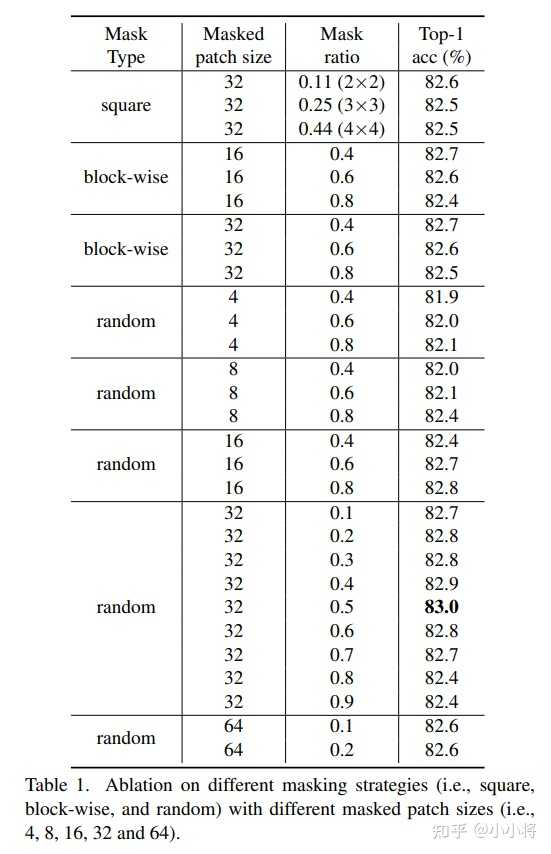 Mask Type Masked patch size Mask ratio Top-1 acc (%)
square 32 0.11 (2×2) 82.6
32 0.25 (3×3) 82.5
32 0.44 (4×4) 82.5
block-wise 16 0.4 82.7
16 0.6 82.6
16 0.8 82.4
block-wise 32 0.4 82.7
32 0.6 82.6
32 0.8 82.5
random 4 0.4 81.9
4 0.6 82.0
4 0.8 82.1
random 8 0.4 82.0
8 0.6 82.1
8 0.8 82.4
random 16 0.4 82.4
16 0.6 82.7
16 0.8 82.8
random 32 0.1 82.7
32 0.2 82.8
32 0.3 82.8
32 0.4 82.9
32 0.5 83.0
32 0.6 82.8
32 0.7 82.7
32 0.8 82.4
32 0.9 82.4
random 64 0.1 82.6
64 0.2 82.6
Table 1. Ablation on different masking strategies (i.e., square,
block-wise, and random) with different masked patch sizes (i.e.,
4, 8, 16, 32 and 64).
知乎 @小小将